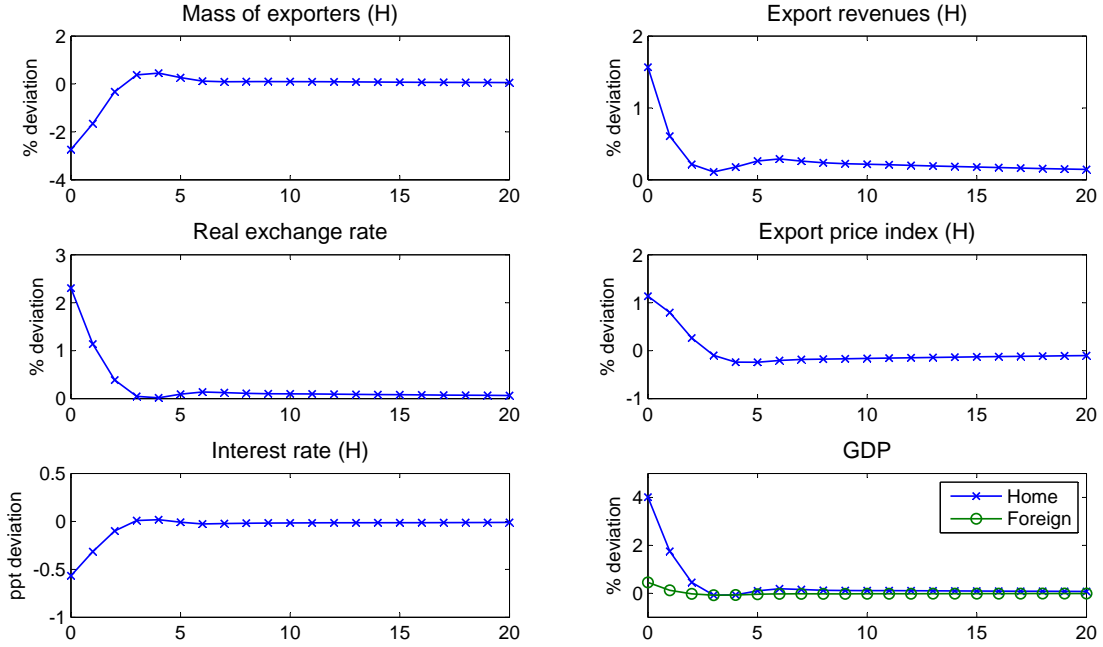 Mass of exporters (H)
% deviation
2
0
-2
-4
0 5 10 15 20
Export revenues (H)
% deviation
2
1
0
0 5 10 15 20
Real exchange rate
% deviation
3
2
1
0
0 5 10 15 20
Export price index (H)
% deviation
2
1
0
-1
0 5 10 15 20
Interest rate (H)
ppt deviation
0.5
0
-0.5
-1
0 5 10 15 20
GDP
% deviation
4
2
0
0 5 10 15 20
Home
Foreign